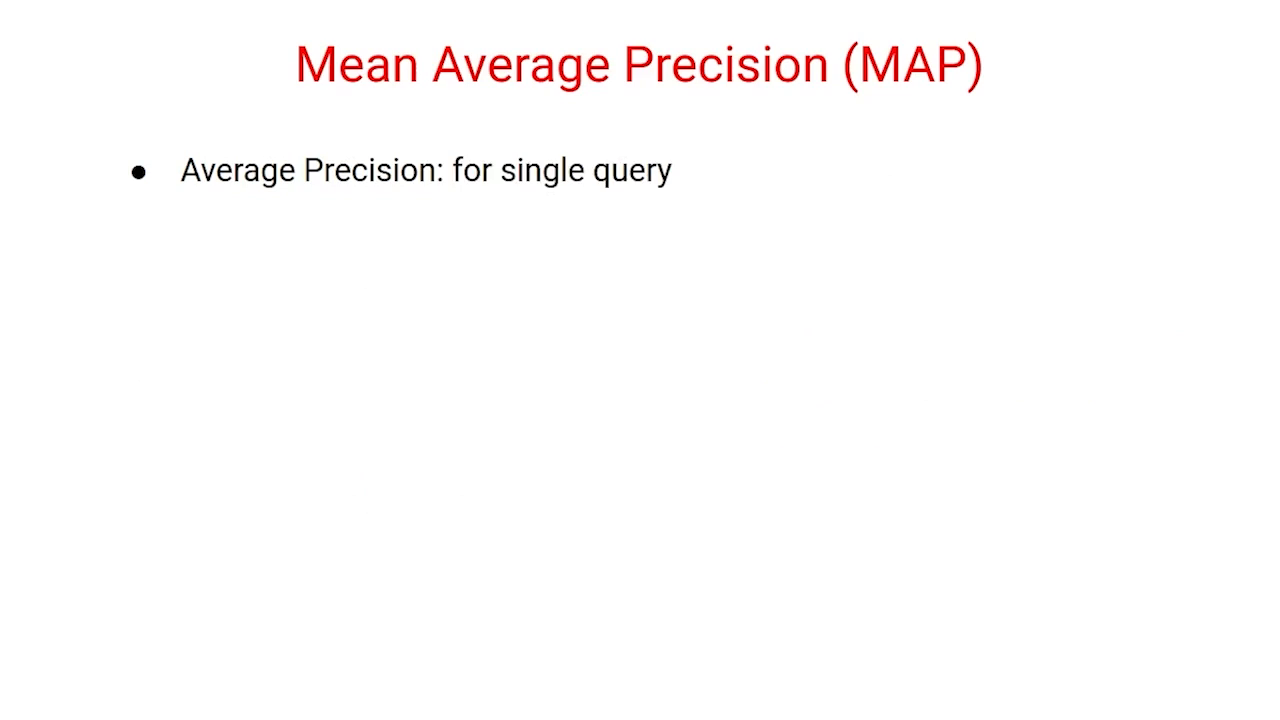 Mean Average Precision (MAP)
● Average Precision: for single query